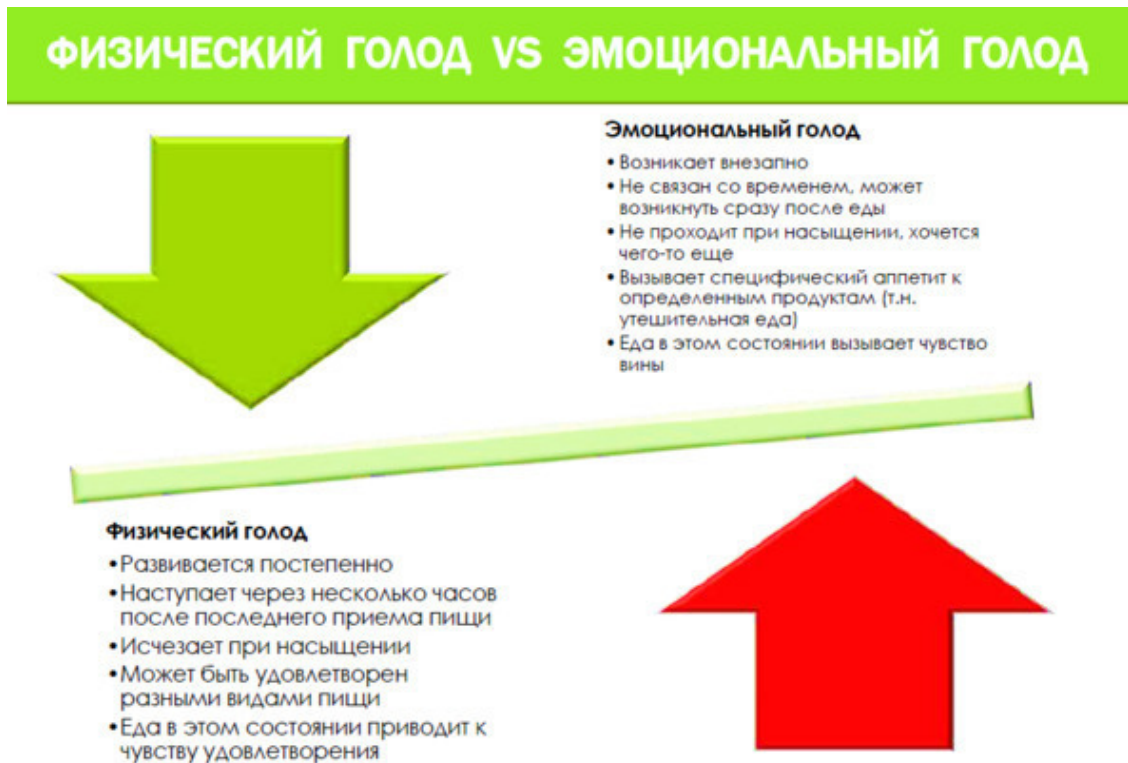 ФИЗИЧЕСКИЙ ГОЛОД VS ЭМОЦИОНАЛЬНЫЙ ГОЛОД
Эмоциональный голод
• Возникает внезапно
• Не связан со временем, может
возникнуть сразу после еды
• Не проходит при насыщении, хочется
чего-то еще
• Вызывает специфический аппетит к
определенным продуктам (т.н.
утешительная еда)
• Еда в этом состоянии вызывает чувство
вины
Физический голод
• Развивается постепенно
• Наступает через несколько часов
после последнего приема пищи
• Исчезает при насыщении
• Может быть удовлетворен
разными видами пищи
• Еда в этом состоянии приводит к
чувству удовлетворения